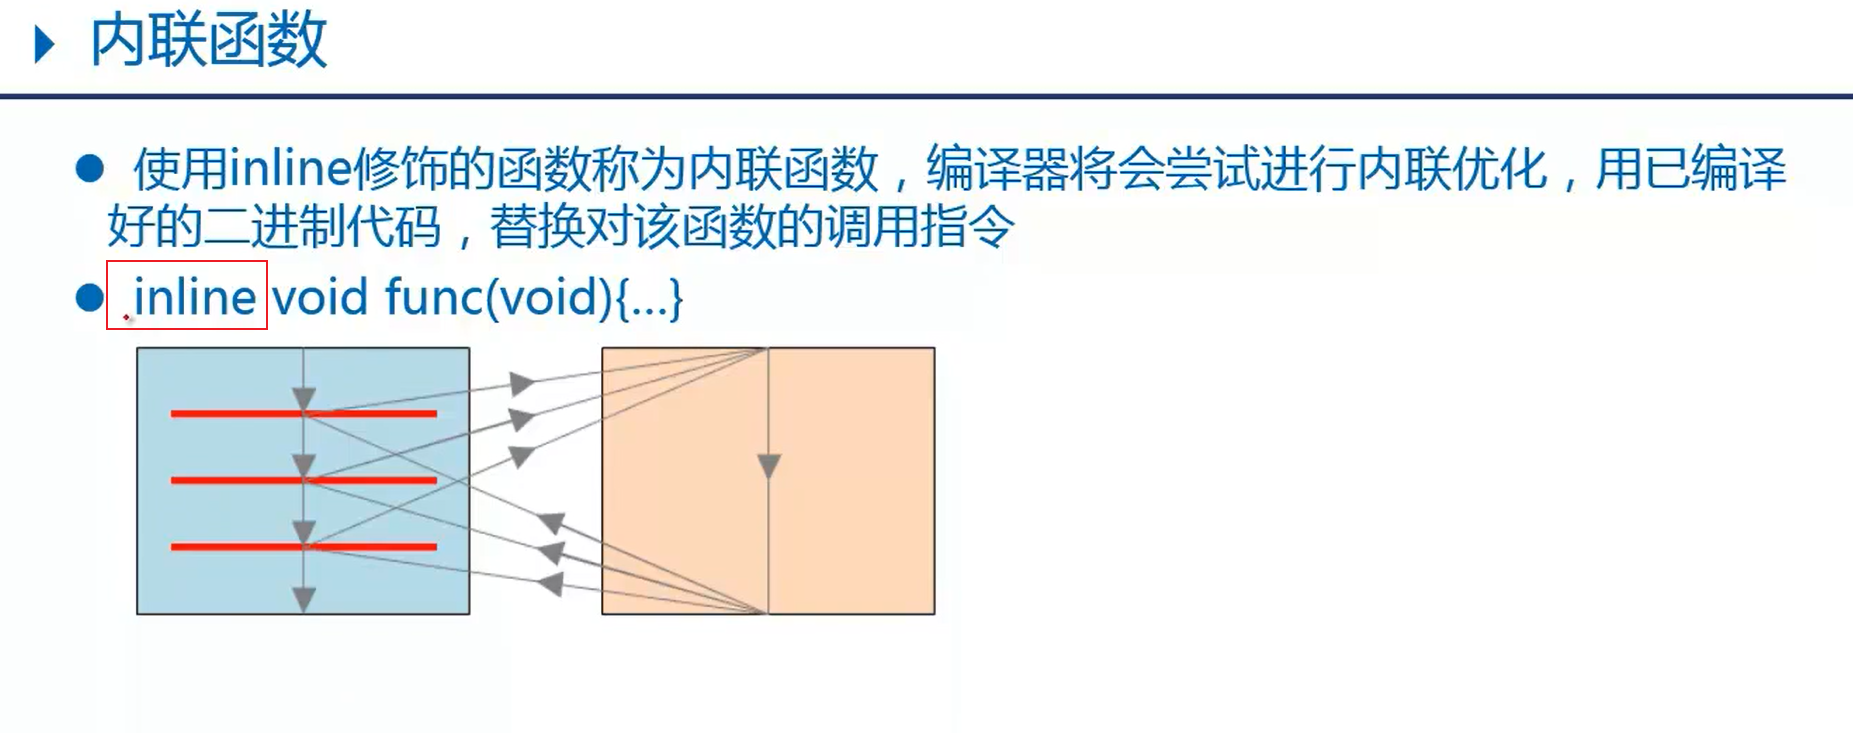 内联函数
使用inline修饰的函数称为内联函数，编译器将会尝试进行内联优化，用已编译
好的二进制代码，替换对该函数的调用指令
inline void func(void){...}